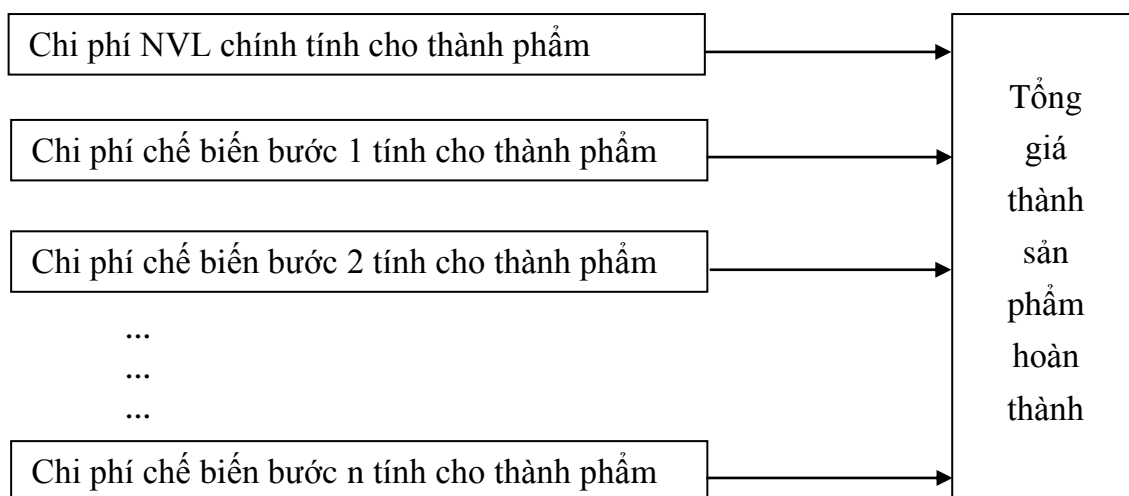 Chi phí NVL chính tính cho thành phẩm
Chi phí chế biến bước 1 tính cho thành phẩm
Chi phí chế biến bước 2 tính cho thành phẩm
...
...
...
Chi phí chế biến bước n tính cho thành phẩm
Tổng
giá
thành
sản
phẩm
hoàn
thành